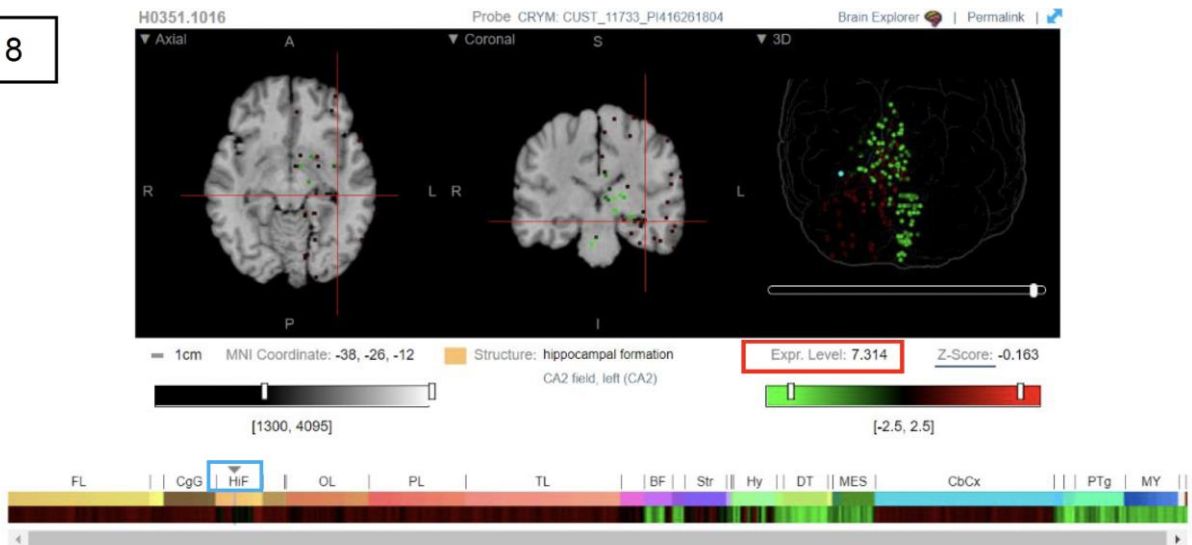 8
H0351.1016 Probe CRYM: CUST_11733_PI416261804 Brain Explorer | Permalink |
▼ Axial A ▼ Coronal S ▼ 3D
R L R L
P I
1cm MNI Coordinate: -38, -26, -12 Structure: hippocampal formation Expr. Level: 7.314 Z-Score: -0.163
CA2 field, left (CA2)
[1300, 4095] [-2.5, 2.5]
FL CgG HiF OL PL TL BF Str Hy DT MES CbCx PTg MY